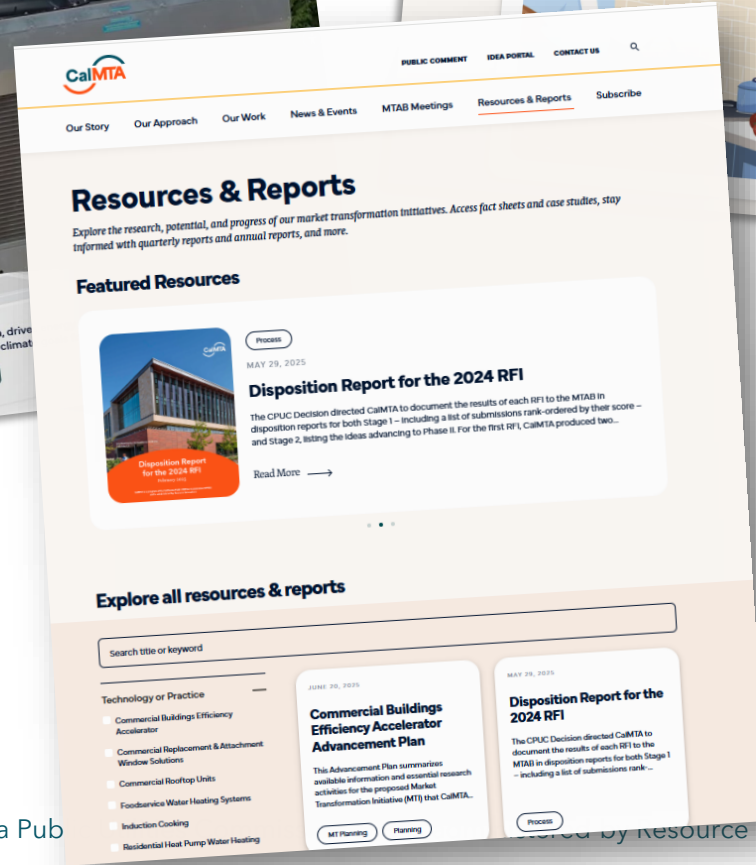 CalMTA
PUBLIC COMMENT
IDEA PORTAL
CONTACT US
Our Story
Our Approach
Our Work
News & Events
MTAB Meetings
Resources & Reports
Subscribe
Resources & Reports
Explore the research, potential, and progress of our market transformation initiatives. Access fact sheets and case studies, stay
informed with quarterly reports and annual reports, and more.
Featured Resources
, drive
climat
CalMTA
Disposition Report
for the 2024 RFI
Process
MAY 29, 2025
Disposition Report for the 2024 RFI
The CPUC Decision directed CalMTA to document the results of each RFI to the MTAB in
disposition reports for both Stage 1 – including a list of submissions rank-ordered by their score –
and Stage 2, listing the ideas advancing to Phase II. For the first RFI, CalMTA produced two...
Read More
Explore all resources & reports
Search title or keyword
Technology or Practice
Commercial Buildings Efficiency
Accelerator
Commercial Replacement & Attachment
Window Solutions
Commercial Rooftop Units
Foodservice Water Heating Systems
Induction Cooking
Residential Heat Pump Water Heating
JUNE 20, 2025
Commercial Buildings
Efficiency Accelerator
Advancement Plan
This Advancement Plan summarizes
available information and essential research
activities for the proposed Market
Transformation Initiative (MTI) that CalMTA...
MT Planning
Planning
MAY 29, 2025
Disposition Report for the
2024 RFI
The CPUC Decision directed CalMTA to
document the results of each RFI to the
MTAB in disposition reports for both Stage 1
– including a list of submissions rank-...
Process
a Pub
by Resource